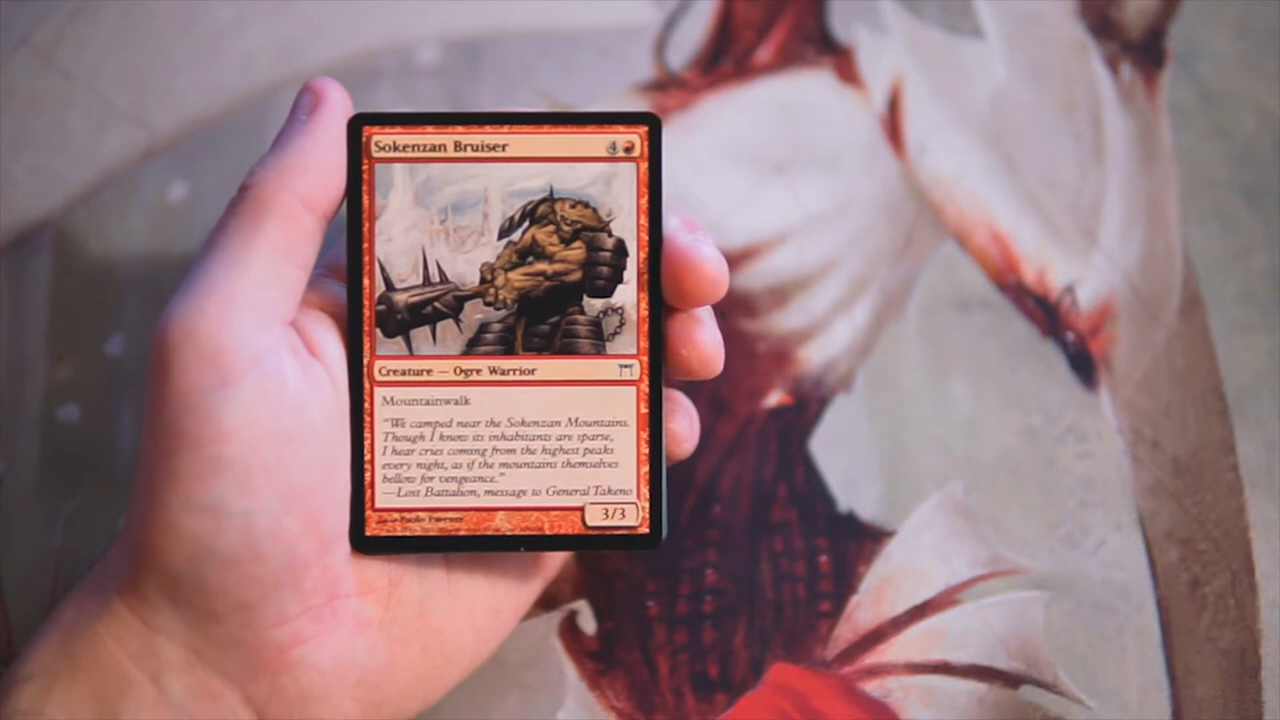 Sokenzan Bruiser 4
Creature — Ogre Warrior
Mountainwalk
"We camped near the Sokenzan Mountains.
Though I know its inhabitants are sparse,
I hear cries coming from the highest peaks
every night, as if the mountains themselves
bellow for vengeance."
—Lost Battalion, message to General Takeno
3/3